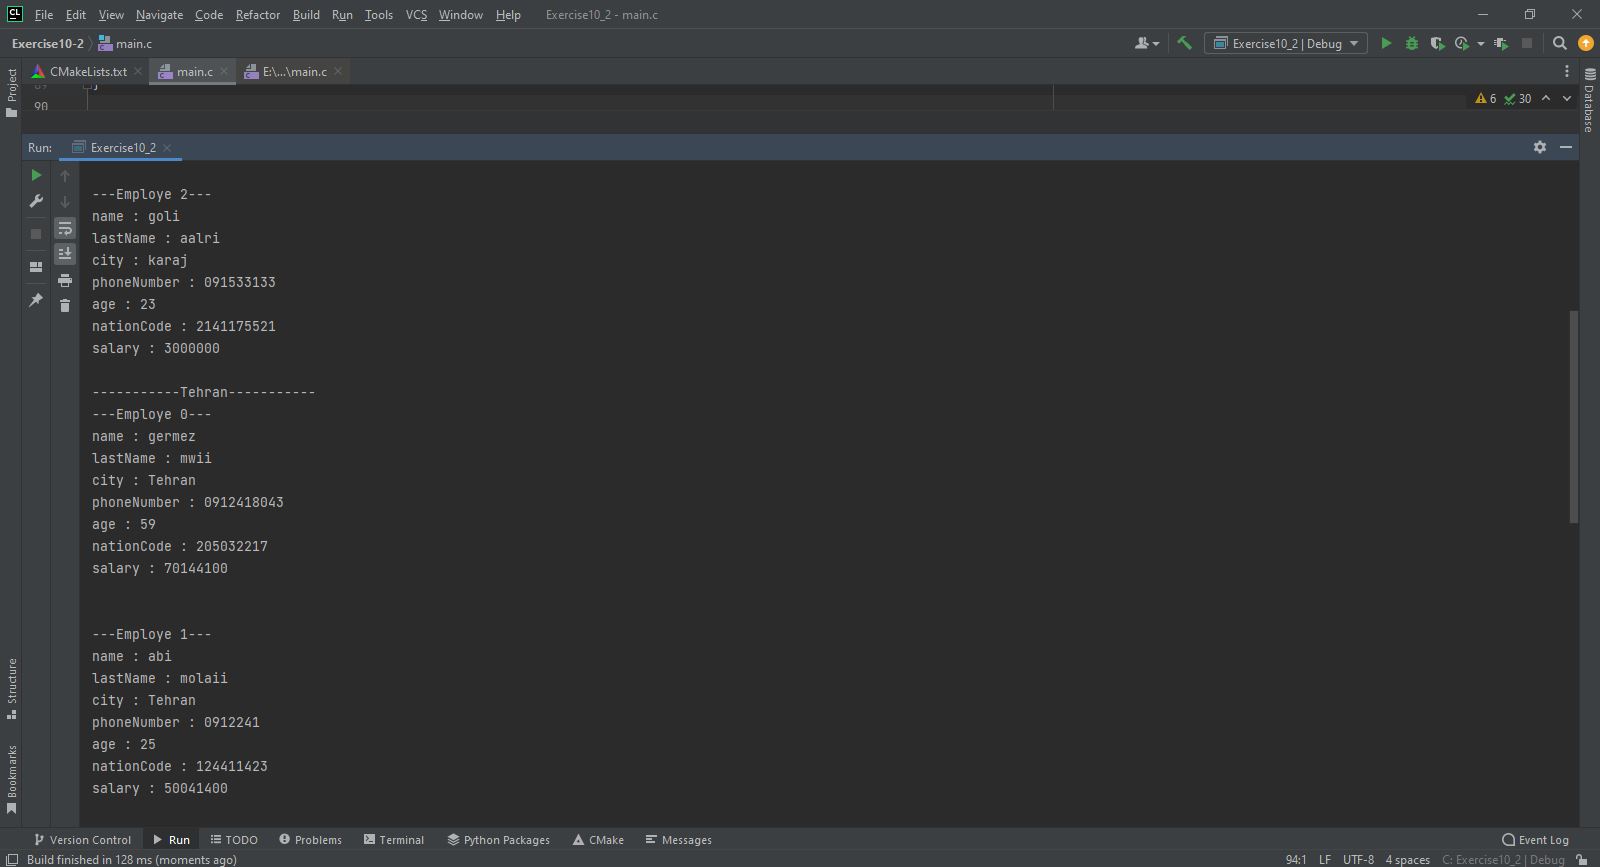 CL File Edit View Navigate Code Refactor Build Run Tools VCS Window Help Exercise10_2 - main.c
Exercise10-2 main.c Exercise10_2 | Debug
Project CMakeLists.txt main.c E:\...\main.c
89
90 6 30
Database
Run: Exercise10_2
---Employe 2---
name : goli
lastName : aalri
city : karaj
phoneNumber : 091533133
age : 23
nationCode : 2141175521
salary : 3000000
-----------Tehran-----------
---Employe 0---
name : germez
lastName : mwii
city : Tehran
phoneNumber : 0912418043
age : 59
nationCode : 205032217
salary : 70144100
---Employe 1---
name : abi
lastName : molaii
city : Tehran
phoneNumber : 0912241
age : 25
nationCode : 124411423
salary : 50041400
Structure
Bookmarks
Version Control Run TODO Problems Terminal Python Packages CMake Messages Event Log
Build finished in 128 ms (moments ago) 94:1 LF UTF-8 4 spaces C: Exercise10_2 | Debug